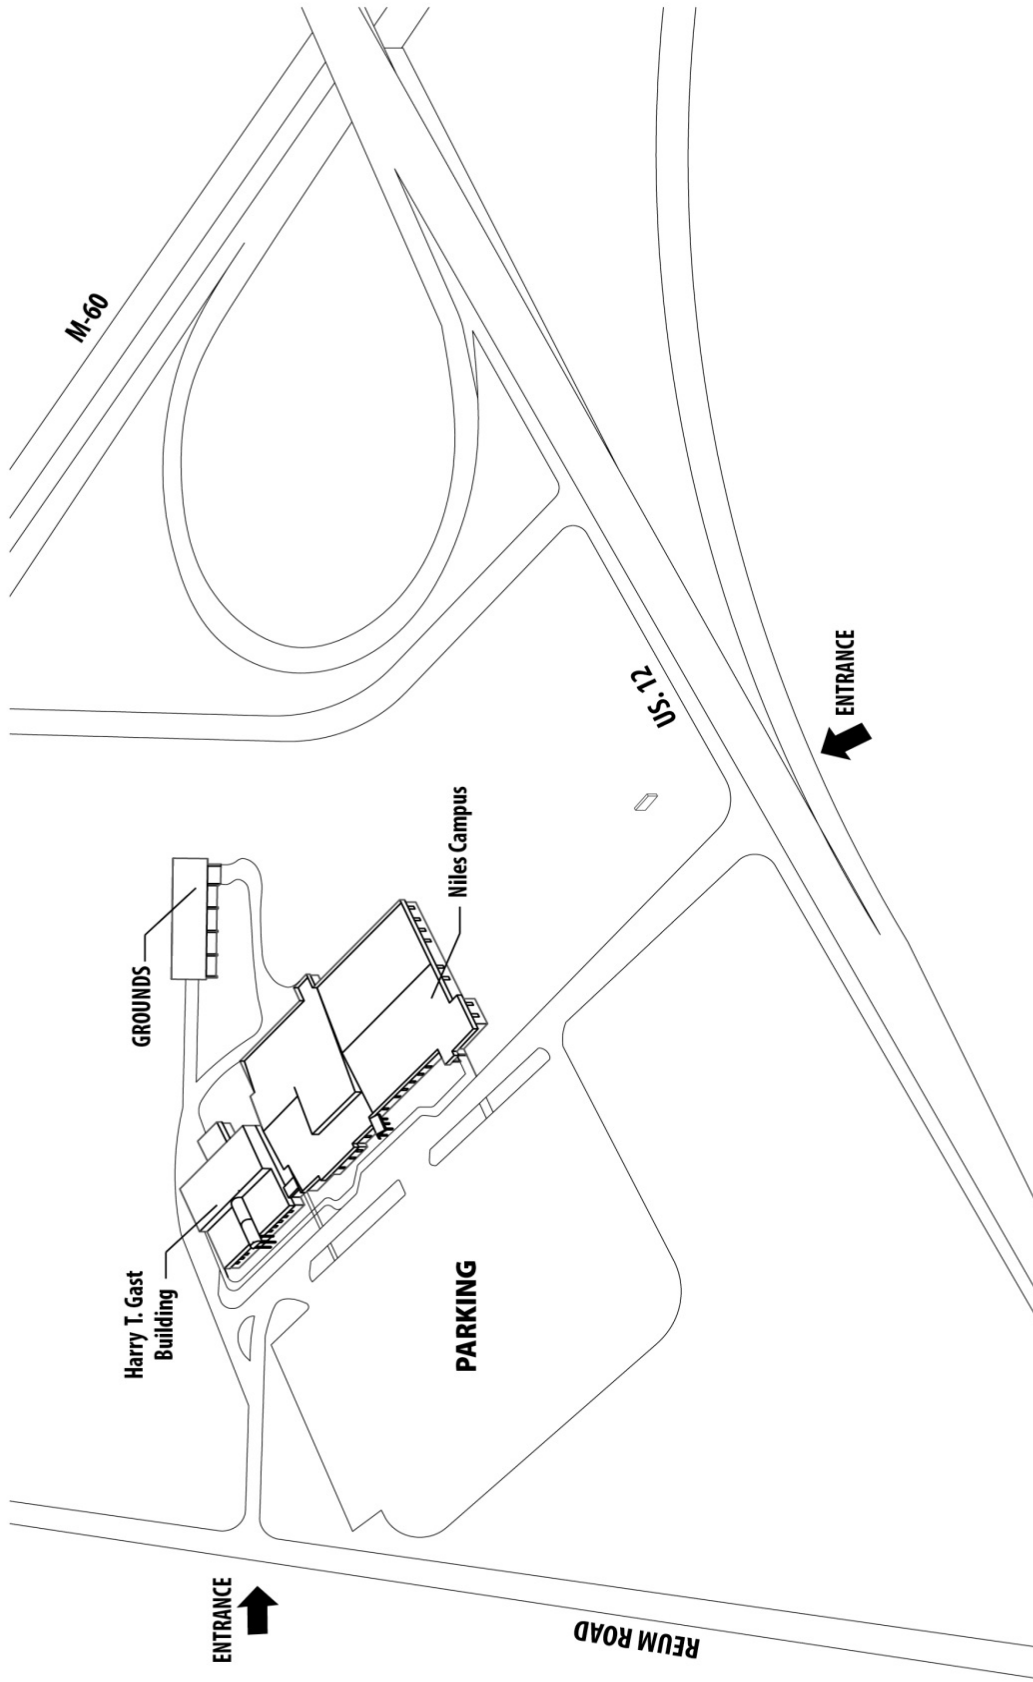 M-60
US. 12
ENTRANCE
GROUNDS
Niles Campus
Harry T. Gast
Building
PARKING
ENTRANCE
REUM ROAD